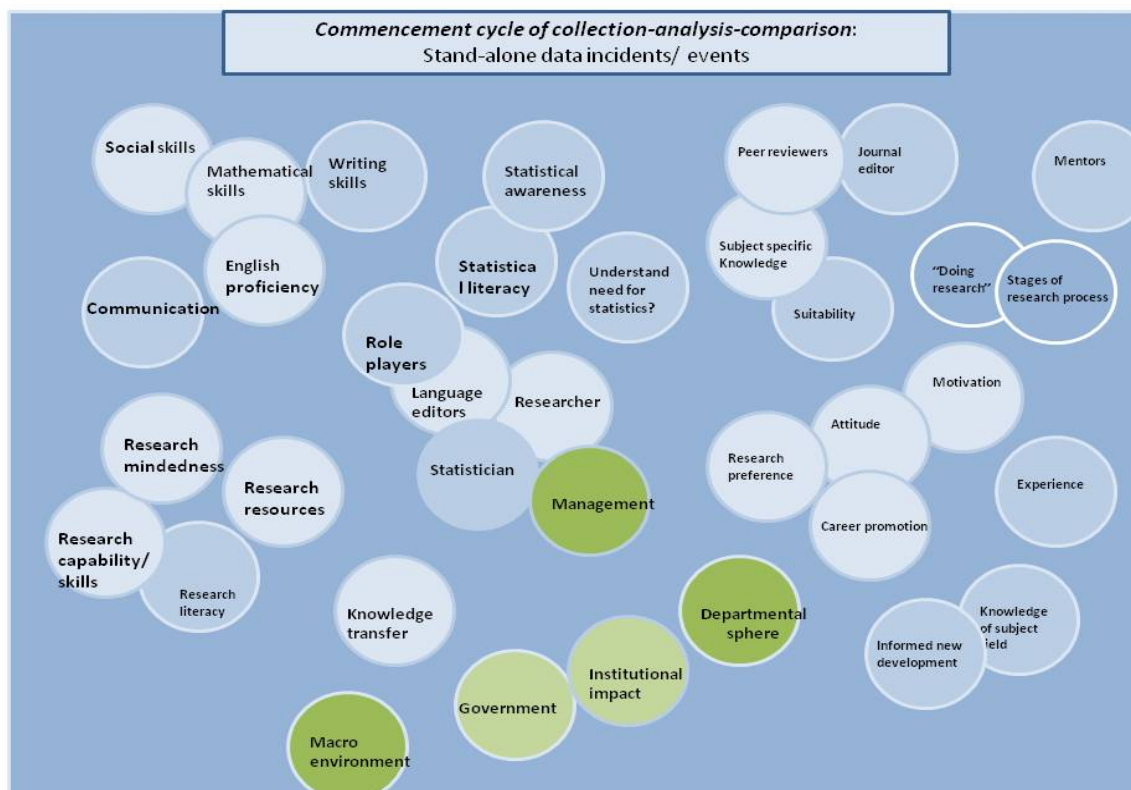 Commencement cycle of collection-analysis-comparison:
Stand-alone data incidents/ events
Social skills
Mathematical
skills
Writing
skills
English
proficiency
Communication
Statistical
awareness
Statistica
l literacy
Understand
need for
statistics?
Role
players
Language
editors
Researcher
Statistician
Management
Peer reviewers
Journal
editor
Subject specific
Knowledge
Suitability
Mentors
"Doing
research"
Stages of
research process
Motivation
Attitude
Research
preference
Career promotion
Experience
Research
mindedness
Research
resources
Research
capability/
skills
Research
literacy
Knowledge
transfer
Departmental
sphere
Institutional
impact
Government
Macro
environment
Knowledge
of subject
field
Informed new
development